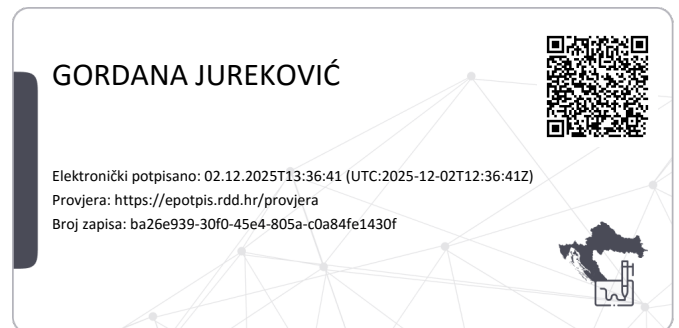 GORDANA JUREKOVIĆ
Elektronički potpisano: 02.12.2025T13:36:41 (UTC:2025-12-02T12:36:41Z)
Provjera: https://epotpis.rdd.hr/provjera
Broj zapisa: ba26e939-30f0-45e4-805a-c0a84fe1430f